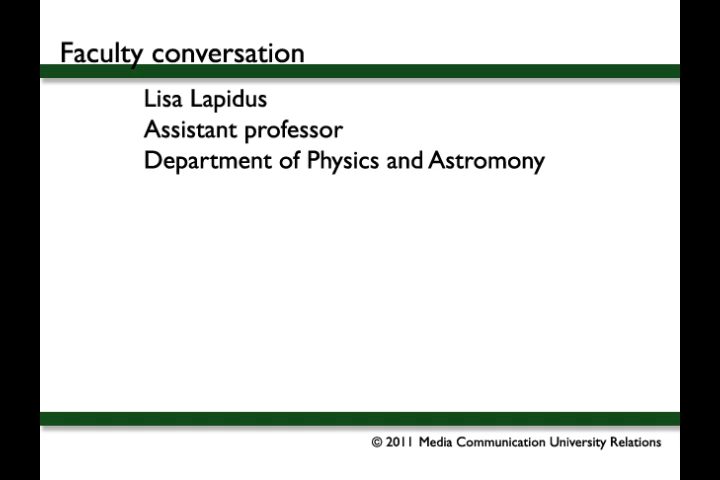 Faculty conversation
Lisa Lapidus
Assistant professor
Department of Physics and Astromony
© 2011 Media Communication University Relations